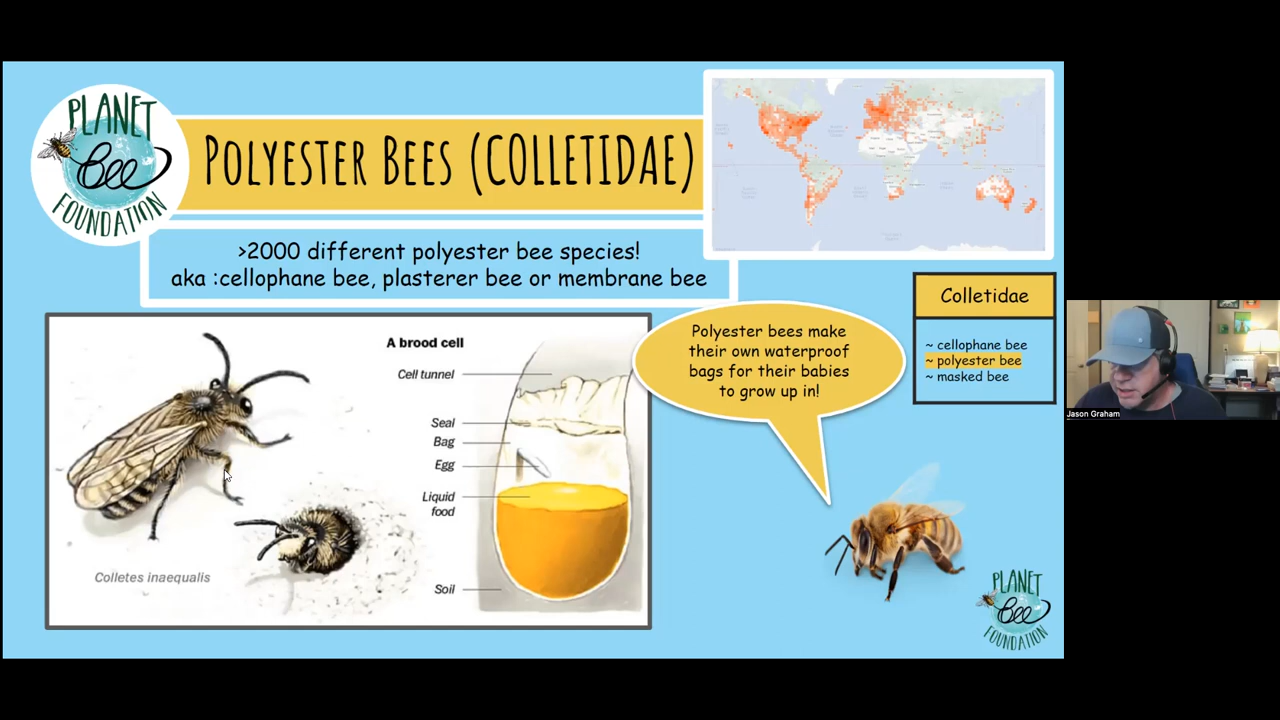 PLANET
bee
FOUNDATION
POLYESTER BEES (COLLETIDAE)
>2000 different polyester bee species!
aka :cellophane bee, plasterer bee or membrane bee
A brood cell
Cell tunnel
Seal
Bag
Egg
Liquid
food
Soil
Colletes inaequalis
Polyester bees make
their own waterproof
bags for their babies
to grow up in!
Colletidae
~ cellophane bee
~ polyester bee
~ masked bee
Jason Graham
PLANET
bee
FOUNDATION